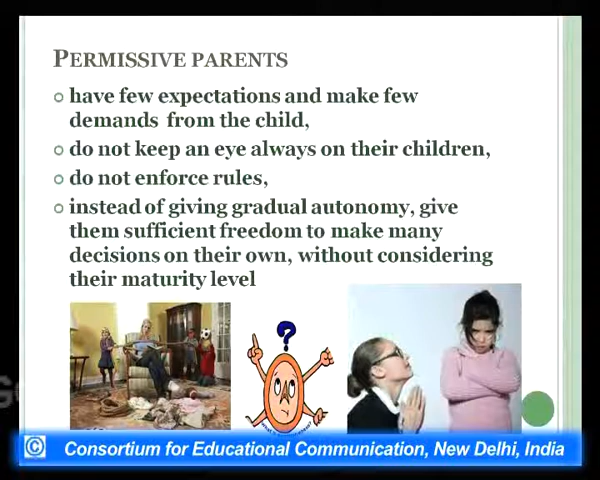 PERMISSIVE PARENTS
have few expectations and make few
demands from the child,
do not keep an eye always on their children,
do not enforce rules,
instead of giving gradual autonomy, give
them sufficient freedom to make many
decisions on their own, without considering
their maturity level
?
© Consortium for Educational Communication, New Delhi, India